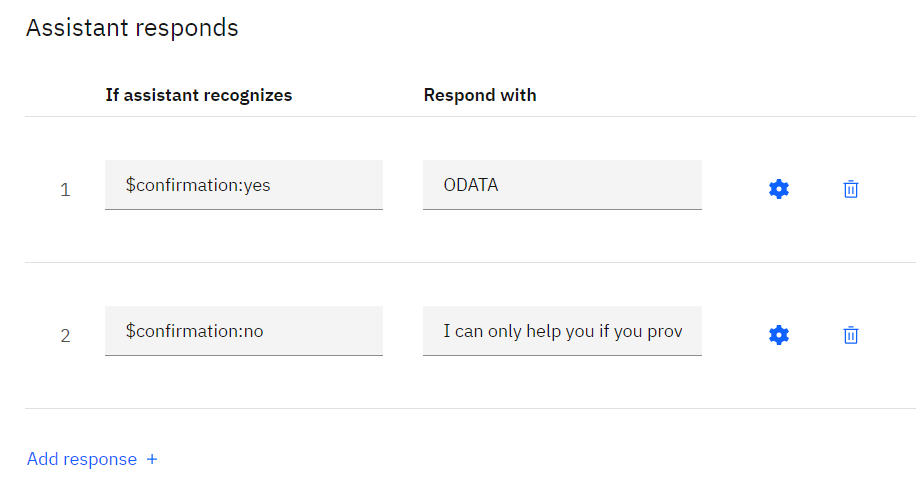 Assistant responds
If assistant recognizes Respond with
1 $confirmation:yes ODATA
2 $confirmation:no I can only help you if you prov
Add response +